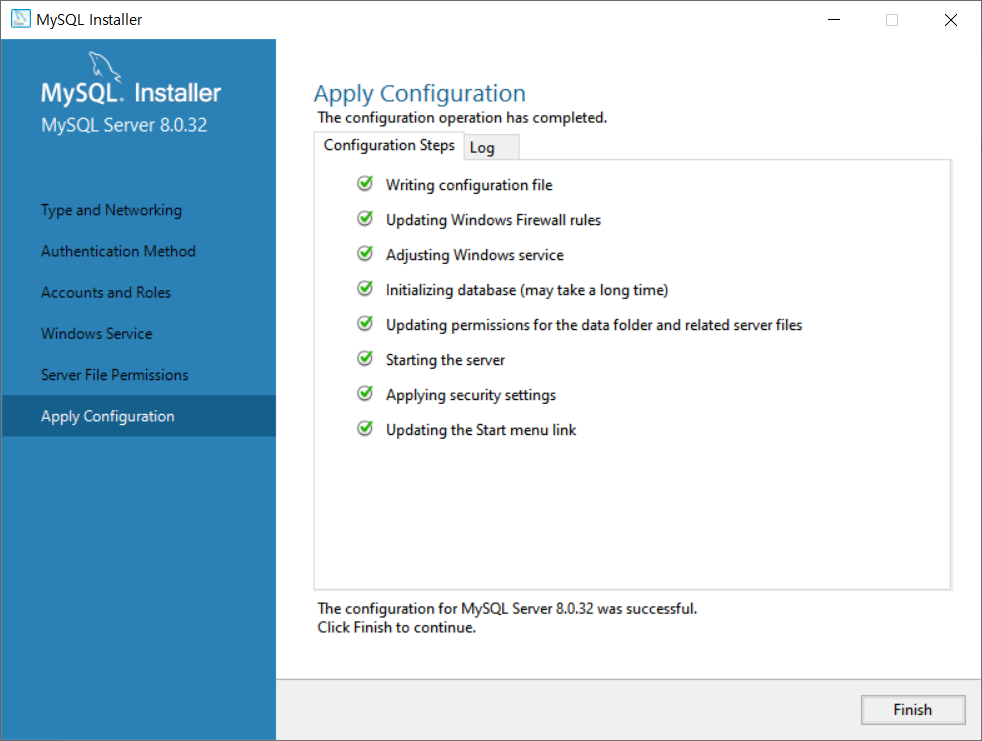 MySQL Installer
MySQL. Installer
MySQL Server 8.0.32
Type and Networking
Authentication Method
Accounts and Roles
Windows Service
Server File Permissions
Apply Configuration
Apply Configuration
The configuration operation has completed.
Configuration Steps
Log
Writing configuration file
Updating Windows Firewall rules
Adjusting Windows service
Initializing database (may take a long time)
Updating permissions for the data folder and related server files
Starting the server
Applying security settings
Updating the Start menu link
The configuration for MySQL Server 8.0.32 was successful.
Click Finish to continue.
Finish